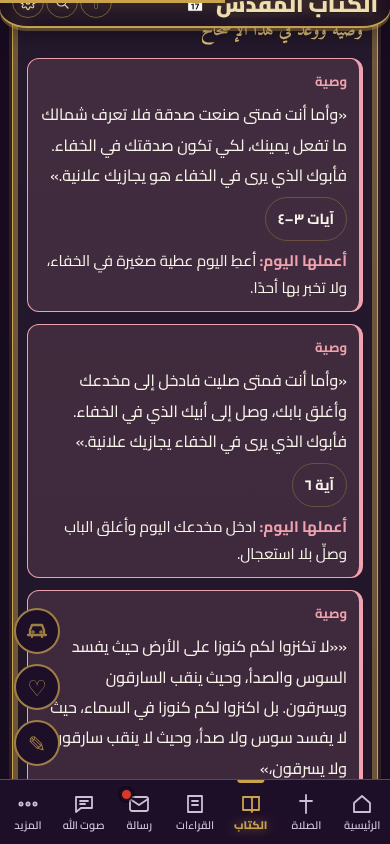 الكتاب المقدس
وصية ووعد في هذا الإصحاح
وصية
«وأما أنت فمتى صنعت صدقة فلا تعرف شمالك
ما تفعل يمينك، لكي تكون صدقتك في الخفاء.
فأبوك الذي يرى في الخفاء هو يجازيك علانية.»
آيات ٣–٤
أعملها اليوم: أعطِ اليوم عطية صغيرة في الخفاء،
ولا تخبر بها أحدًا.
وصية
«وأما أنت فمتى صليت فادخل إلى مخدعك
وأغلق بابك، وصل إلى أبيك الذي في الخفاء.
فأبوك الذي يرى في الخفاء يجازيك علانية.»
آية ٦
أعملها اليوم: ادخل مخدعك اليوم وأغلق الباب
وصلِّ بلا استعجال.
وصية
«»لا تكنزوا لكم كنوزا على الأرض حيث يفسد
السوس والصدأ، وحيث ينقب السارقون
ويسرقون. بل اكنزوا لكم كنوزا في السماء، حيث
لا يفسد سوس ولا صدأ، وحيث لا ينقب سارقون
ولا يسرقون،»
الرئيسية
الصلاة
الكتاب
القراءات
رسالة
صوت الله
المزيد